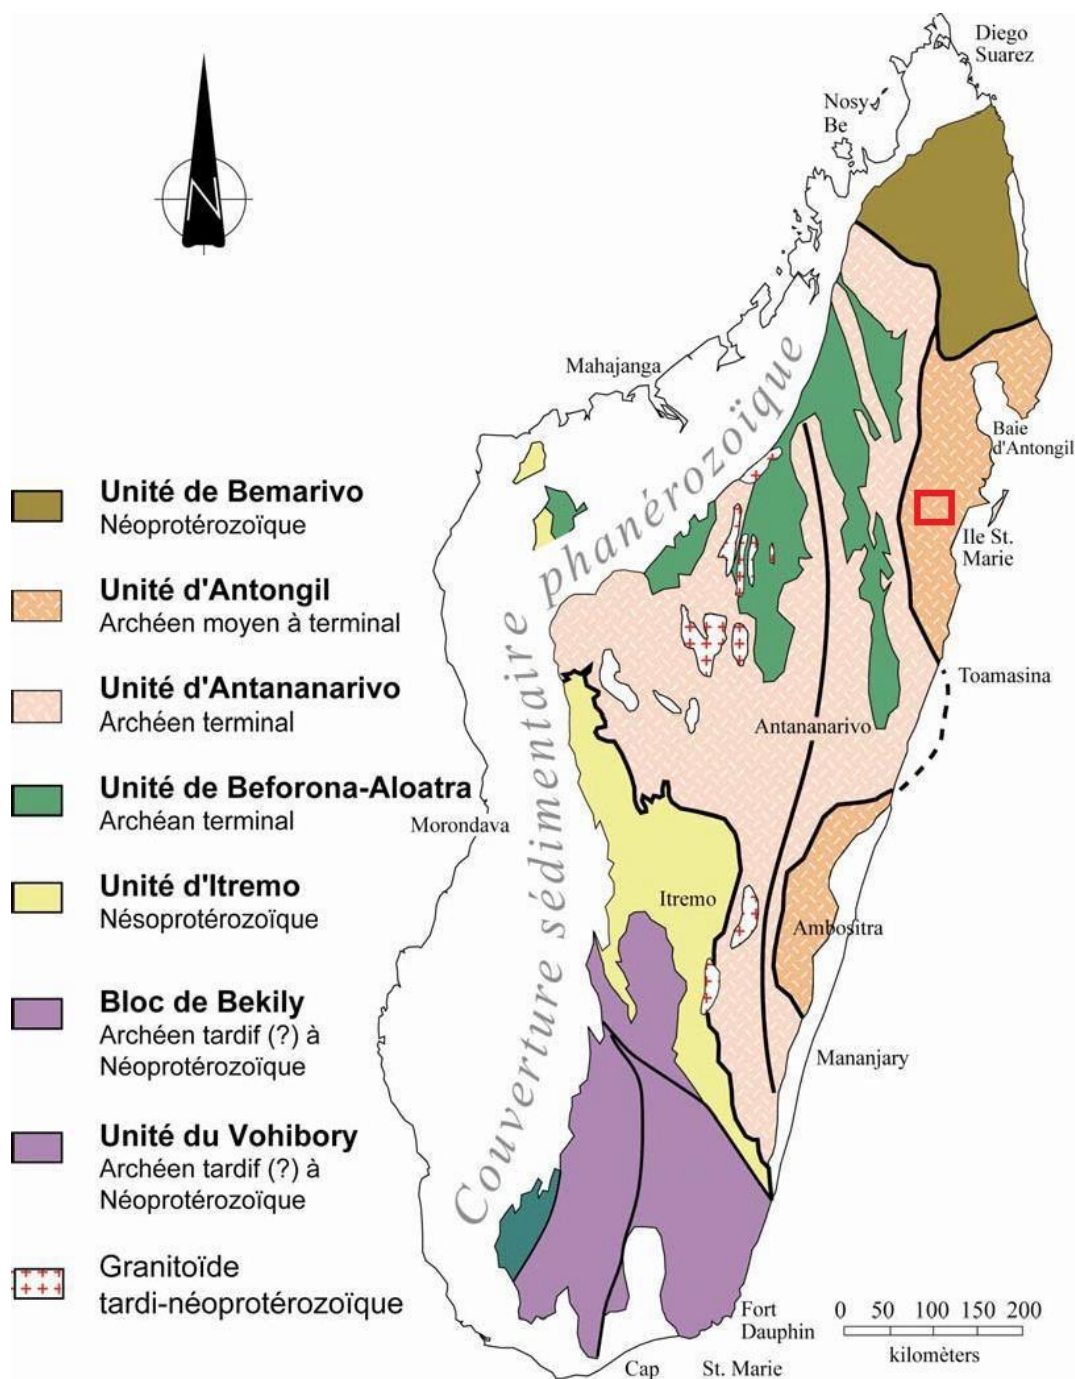 Diego
Suarez
Nosy
Be
N
Mahajanga
Baie
d'Antongil
Ile St.
Marie
Toamasina
Antananarivo
Morondava
Itremo
Ambositra
Mananjary
Couverture sédimentaire phanérozoïque
Unité de Bemarivo
Néoprotérozoïque
Unité d'Antongil
Archéen moyen à terminal
Unité d'Antananarivo
Archéen terminal
Unité de Beforona-Aloatra
Archéan terminal
Unité d'Itremo
Nésoprotérozoïque
Bloc de Bekily
Archéen tardif (?) à
Néoprotérozoïque
Unité du Vohibory
Archéen tardif (?) à
Néoprotérozoïque
Granitoïde
tardi-néoprotérozoïque
Fort
Dauphin
Cap St. Marie
0 50 100 150 200
kilomèters